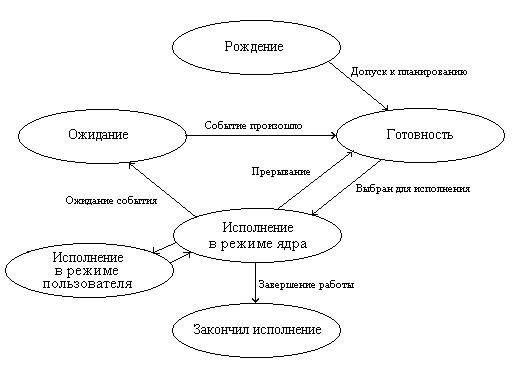 Рождение
Допуск к планированию
Ожидание
Событие произошло
Готовность
Прерывание
Выбран для исполнения
Ожидание события
Исполнение
в режиме ядра
Исполнение
в режиме
пользователя
Завершение работы
Закончил исполнение